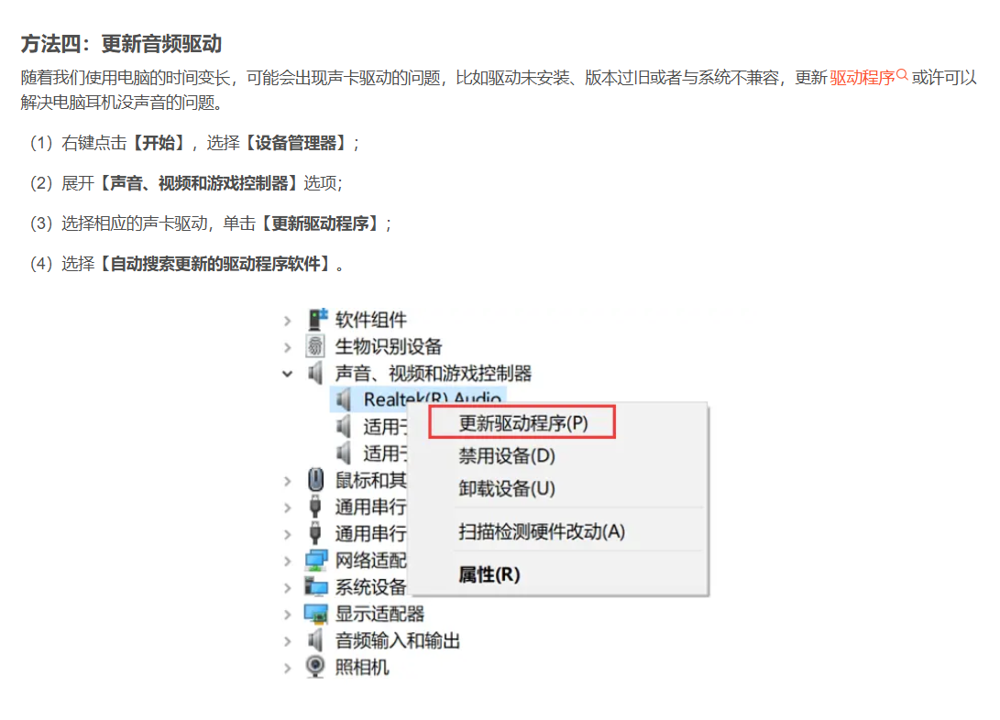 方法四：更新音频驱动
随着我们使用电脑的时间变长，可能会出现声卡驱动的问题，比如驱动未安装、版本过旧或者与系统不兼容，更新驱动程序或许可以
解决电脑耳机没声音的问题。
（1）右键点击【开始】，选择【设备管理器】；
（2）展开【声音、视频和游戏控制器】选项；
（3）选择相应的声卡驱动，单击【更新驱动程序】；
（4）选择【自动搜索更新的驱动程序软件】。
软件组件
生物识别设备
声音、视频和游戏控制器
Realtek(R) Audio
更新驱动程序(P)
适用于
禁用设备(D)
适用于
鼠标和其
卸载设备(U)
通用串行
通用串行
扫描检测硬件改动(A)
网络适配
属性(R)
系统设备
显示适配器
音频输入和输出
照相机